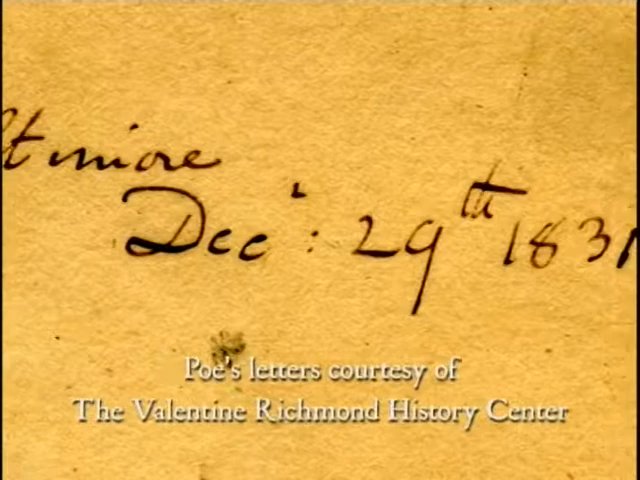 ltimore
Dec: 29th 1831
Poe's letters courtesy of
The Valentine Richmond History Center